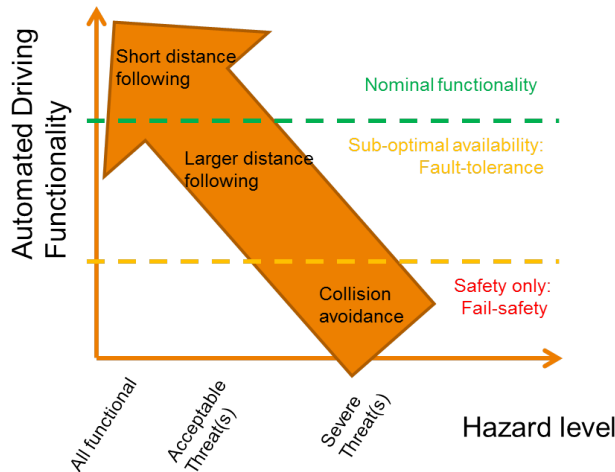 Automated Driving
Functionality
Short distance
following
Nominal functionality
Larger distance
following
Sub-optimal availability:
Fault-tolerance
Collision
avoidance
Safety only:
Fail-safety
All functional
Acceptable
Threat(s)
Severe
Threat(s)
Hazard level